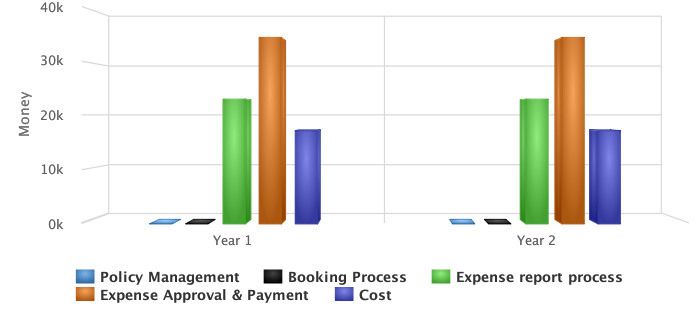 40k
30k
20k
10k
0k
Money
Year 1
Year 2
Policy Management
Booking Process
Expense report process
Expense Approval & Payment
Cost